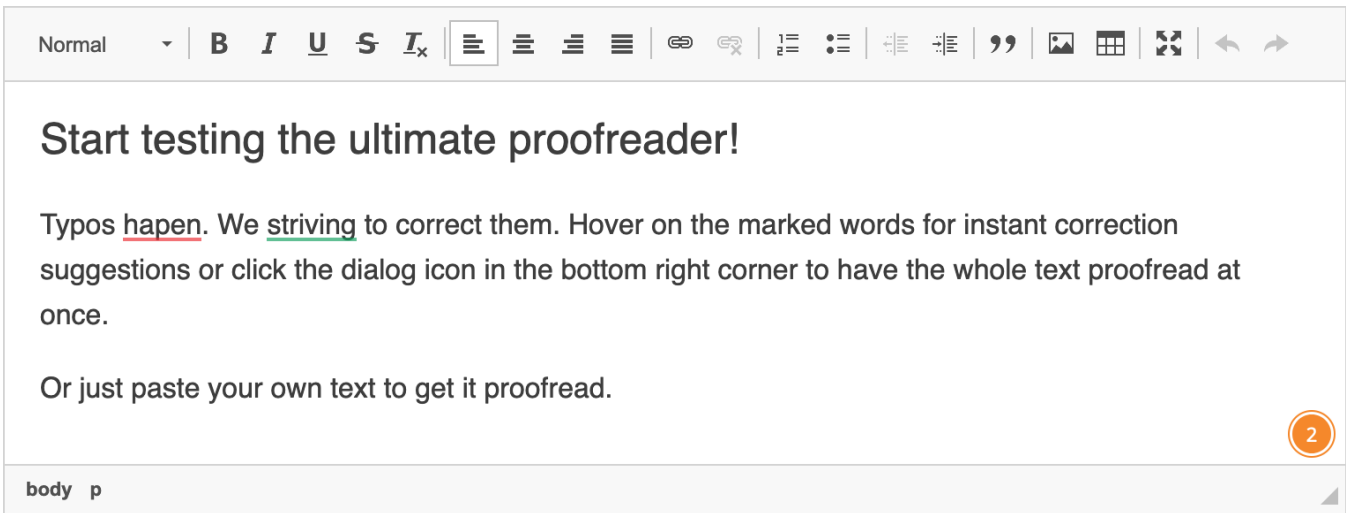 Normal
Start testing the ultimate proofreader!
Typos hapen. We striving to correct them. Hover on the marked words for instant correction
suggestions or click the dialog icon in the bottom right corner to have the whole text proofread at
once.
Or just paste your own text to get it proofread.
2
body p